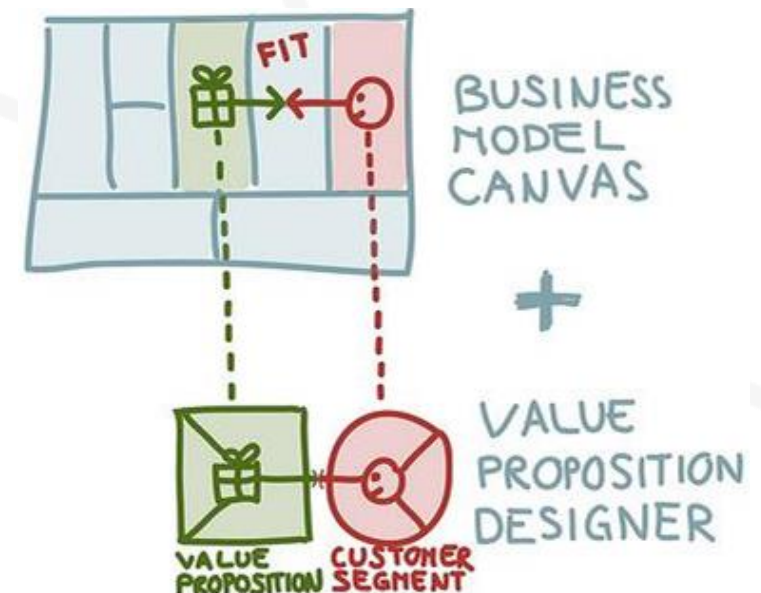 FIT
BUSINESS
MODEL
CANVAS
+
VALUE
PROPOSITION
DESIGNER
VALUE
PROPOSITION
CUSTOMER
SEGMENT